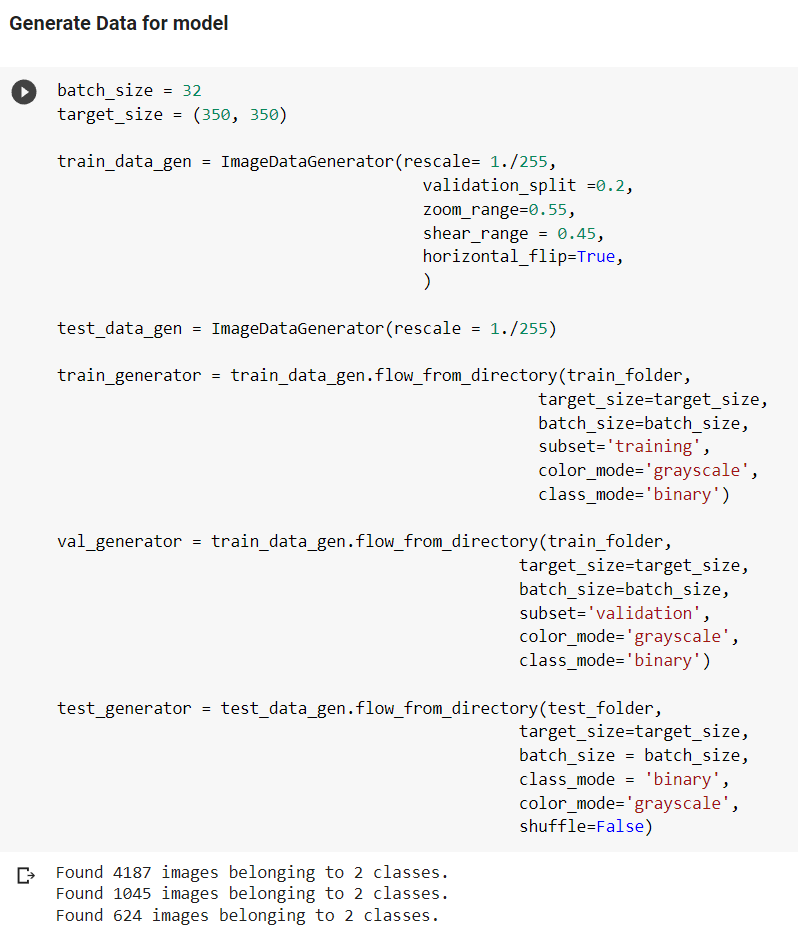 Generate Data for model
batch_size = 32
target_size = (350, 350)
train_data_gen = ImageDataGenerator(rescale= 1./255,
validation_split =0.2,
zoom_range=0.55,
shear_range = 0.45,
horizontal_flip=True,
)
test_data_gen = ImageDataGenerator(rescale = 1./255)
train_generator = train_data_gen.flow_from_directory(train_folder,
target_size=target_size,
batch_size=batch_size,
subset='training',
color_mode='grayscale',
class_mode='binary')
val_generator = train_data_gen.flow_from_directory(train_folder,
target_size=target_size,
batch_size=batch_size,
subset='validation',
color_mode='grayscale',
class_mode='binary')
test_generator = test_data_gen.flow_from_directory(test_folder,
target_size=target_size,
batch_size = batch_size,
class_mode = 'binary',
color_mode='grayscale',
shuffle=False)
Found 4187 images belonging to 2 classes.
Found 1045 images belonging to 2 classes.
Found 624 images belonging to 2 classes.